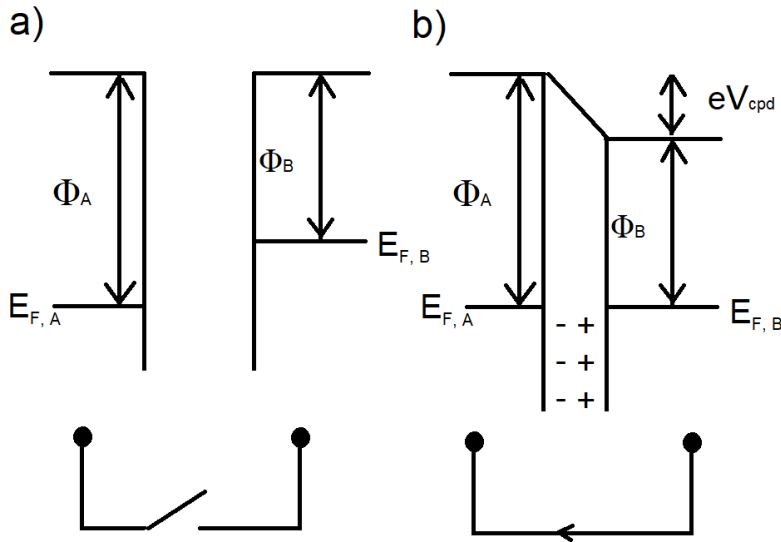 a)
Φ_A
Φ_B
E_F, A
E_F, B
b)
eV_cpd
Φ_A
Φ_B
E_F, A
E_F, B
- +
- +
- +